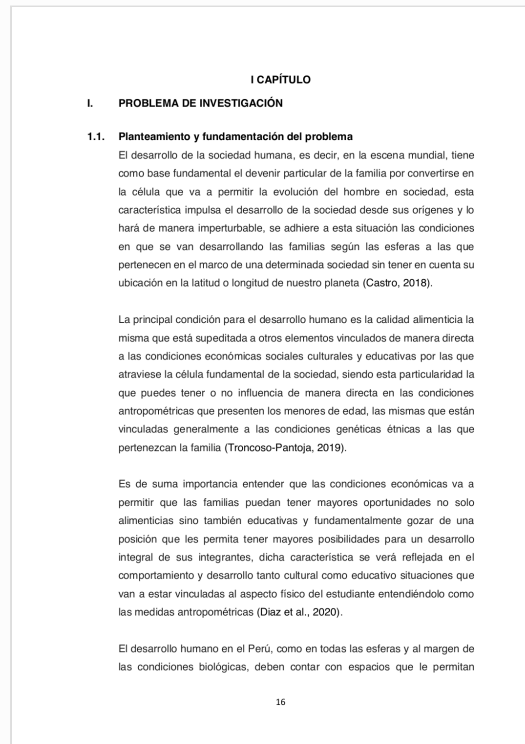 I CAPÍTULO
I. PROBLEMA DE INVESTIGACIÓN
1.1. Planteamiento y fundamentación del problema
El desarrollo de la sociedad humana, es decir, en la escena mundial, tiene
como base fundamental el devenir particular de la familia por convertirse en
la célula que va a permitir la evolución del hombre en sociedad, esta
característica impulsa el desarrollo de la sociedad desde sus orígenes y lo
hará de manera imperturbable, se adhiere a esta situación las condiciones
en que se van desarrollando las familias según las esferas a las que
pertenecen en el marco de una determinada sociedad sin tener en cuenta su
ubicación en la latitud o longitud de nuestro planeta (Castro, 2018).
La principal condición para el desarrollo humano es la calidad alimenticia la
misma que está supeditada a otros elementos vinculados de manera directa
a las condiciones económicas sociales culturales y educativas por las que
atraviese la célula fundamental de la sociedad, siendo esta particularidad la
que puedes tener o no influencia de manera directa en las condiciones
antropométricas que presenten los menores de edad, las mismas que están
vinculadas generalmente a las condiciones genéticas étnicas a las que
pertenezcan la familia (Troncoso-Pantoja, 2019).
Es de suma importancia entender que las condiciones económicas va a
permitir que las familias puedan tener mayores oportunidades no solo
alimenticias sino también educativas y fundamentalmente gozar de una
posición que les permita tener mayores posibilidades para un desarrollo
integral de sus integrantes, dicha característica se verá reflejada en el
comportamiento y desarrollo tanto cultural como educativo situaciones que
van a estar vinculadas al aspecto físico del estudiante entendiéndolo como
las medidas antropométricas (Diaz et al., 2020).
El desarrollo humano en el Perú, como en todas las esferas y al margen de
las condiciones biológicas, deben contar con espacios que le permitan
16